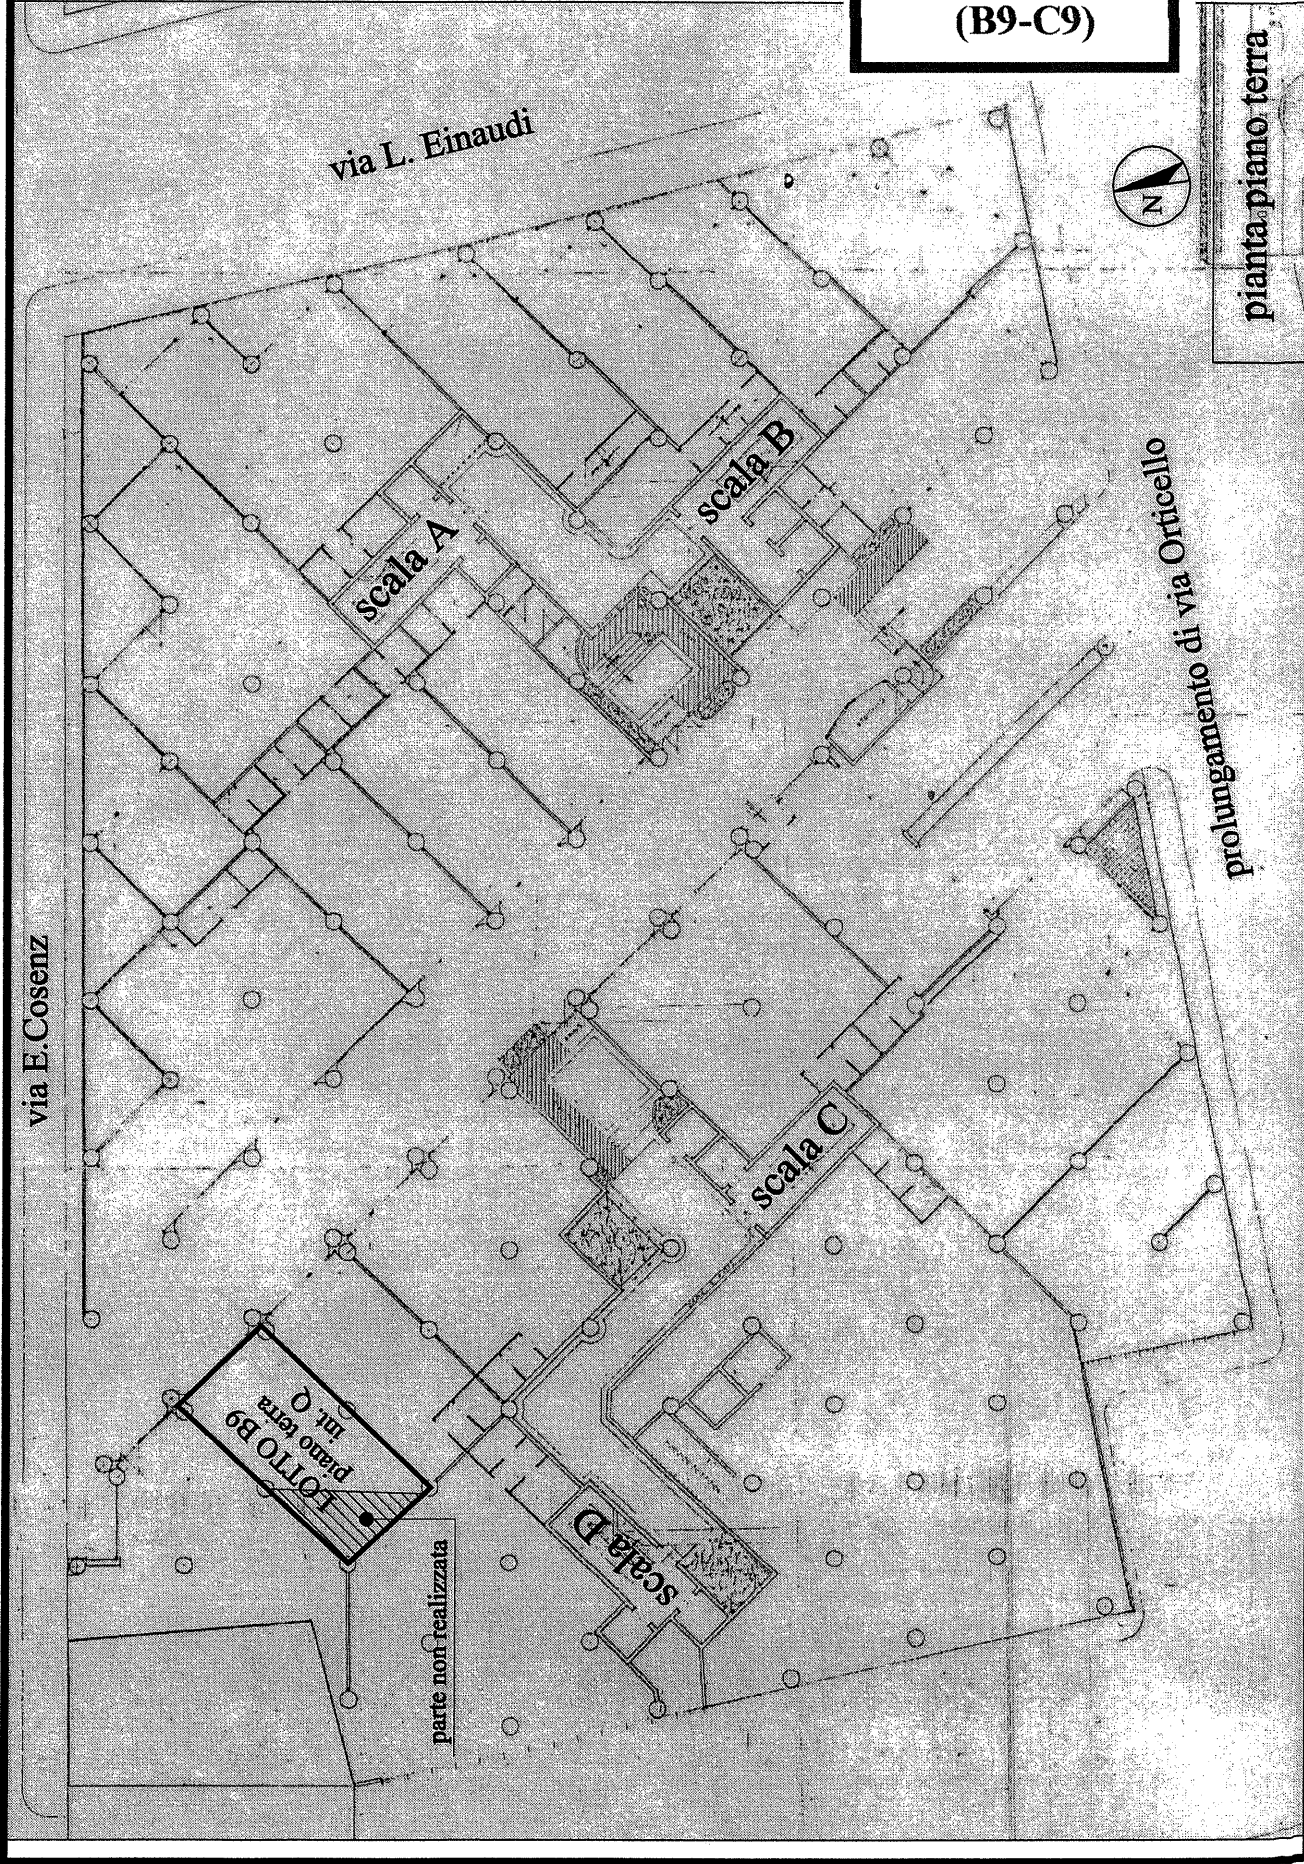 (B9-C9)
pianta piano terra
via L. Einaudi
N
scala B
scala A
prolungamento di via Orticello
via E.Cosenz
scala C
LOTTO B9
piano terra
int. Q
scala D
parte non realizzata